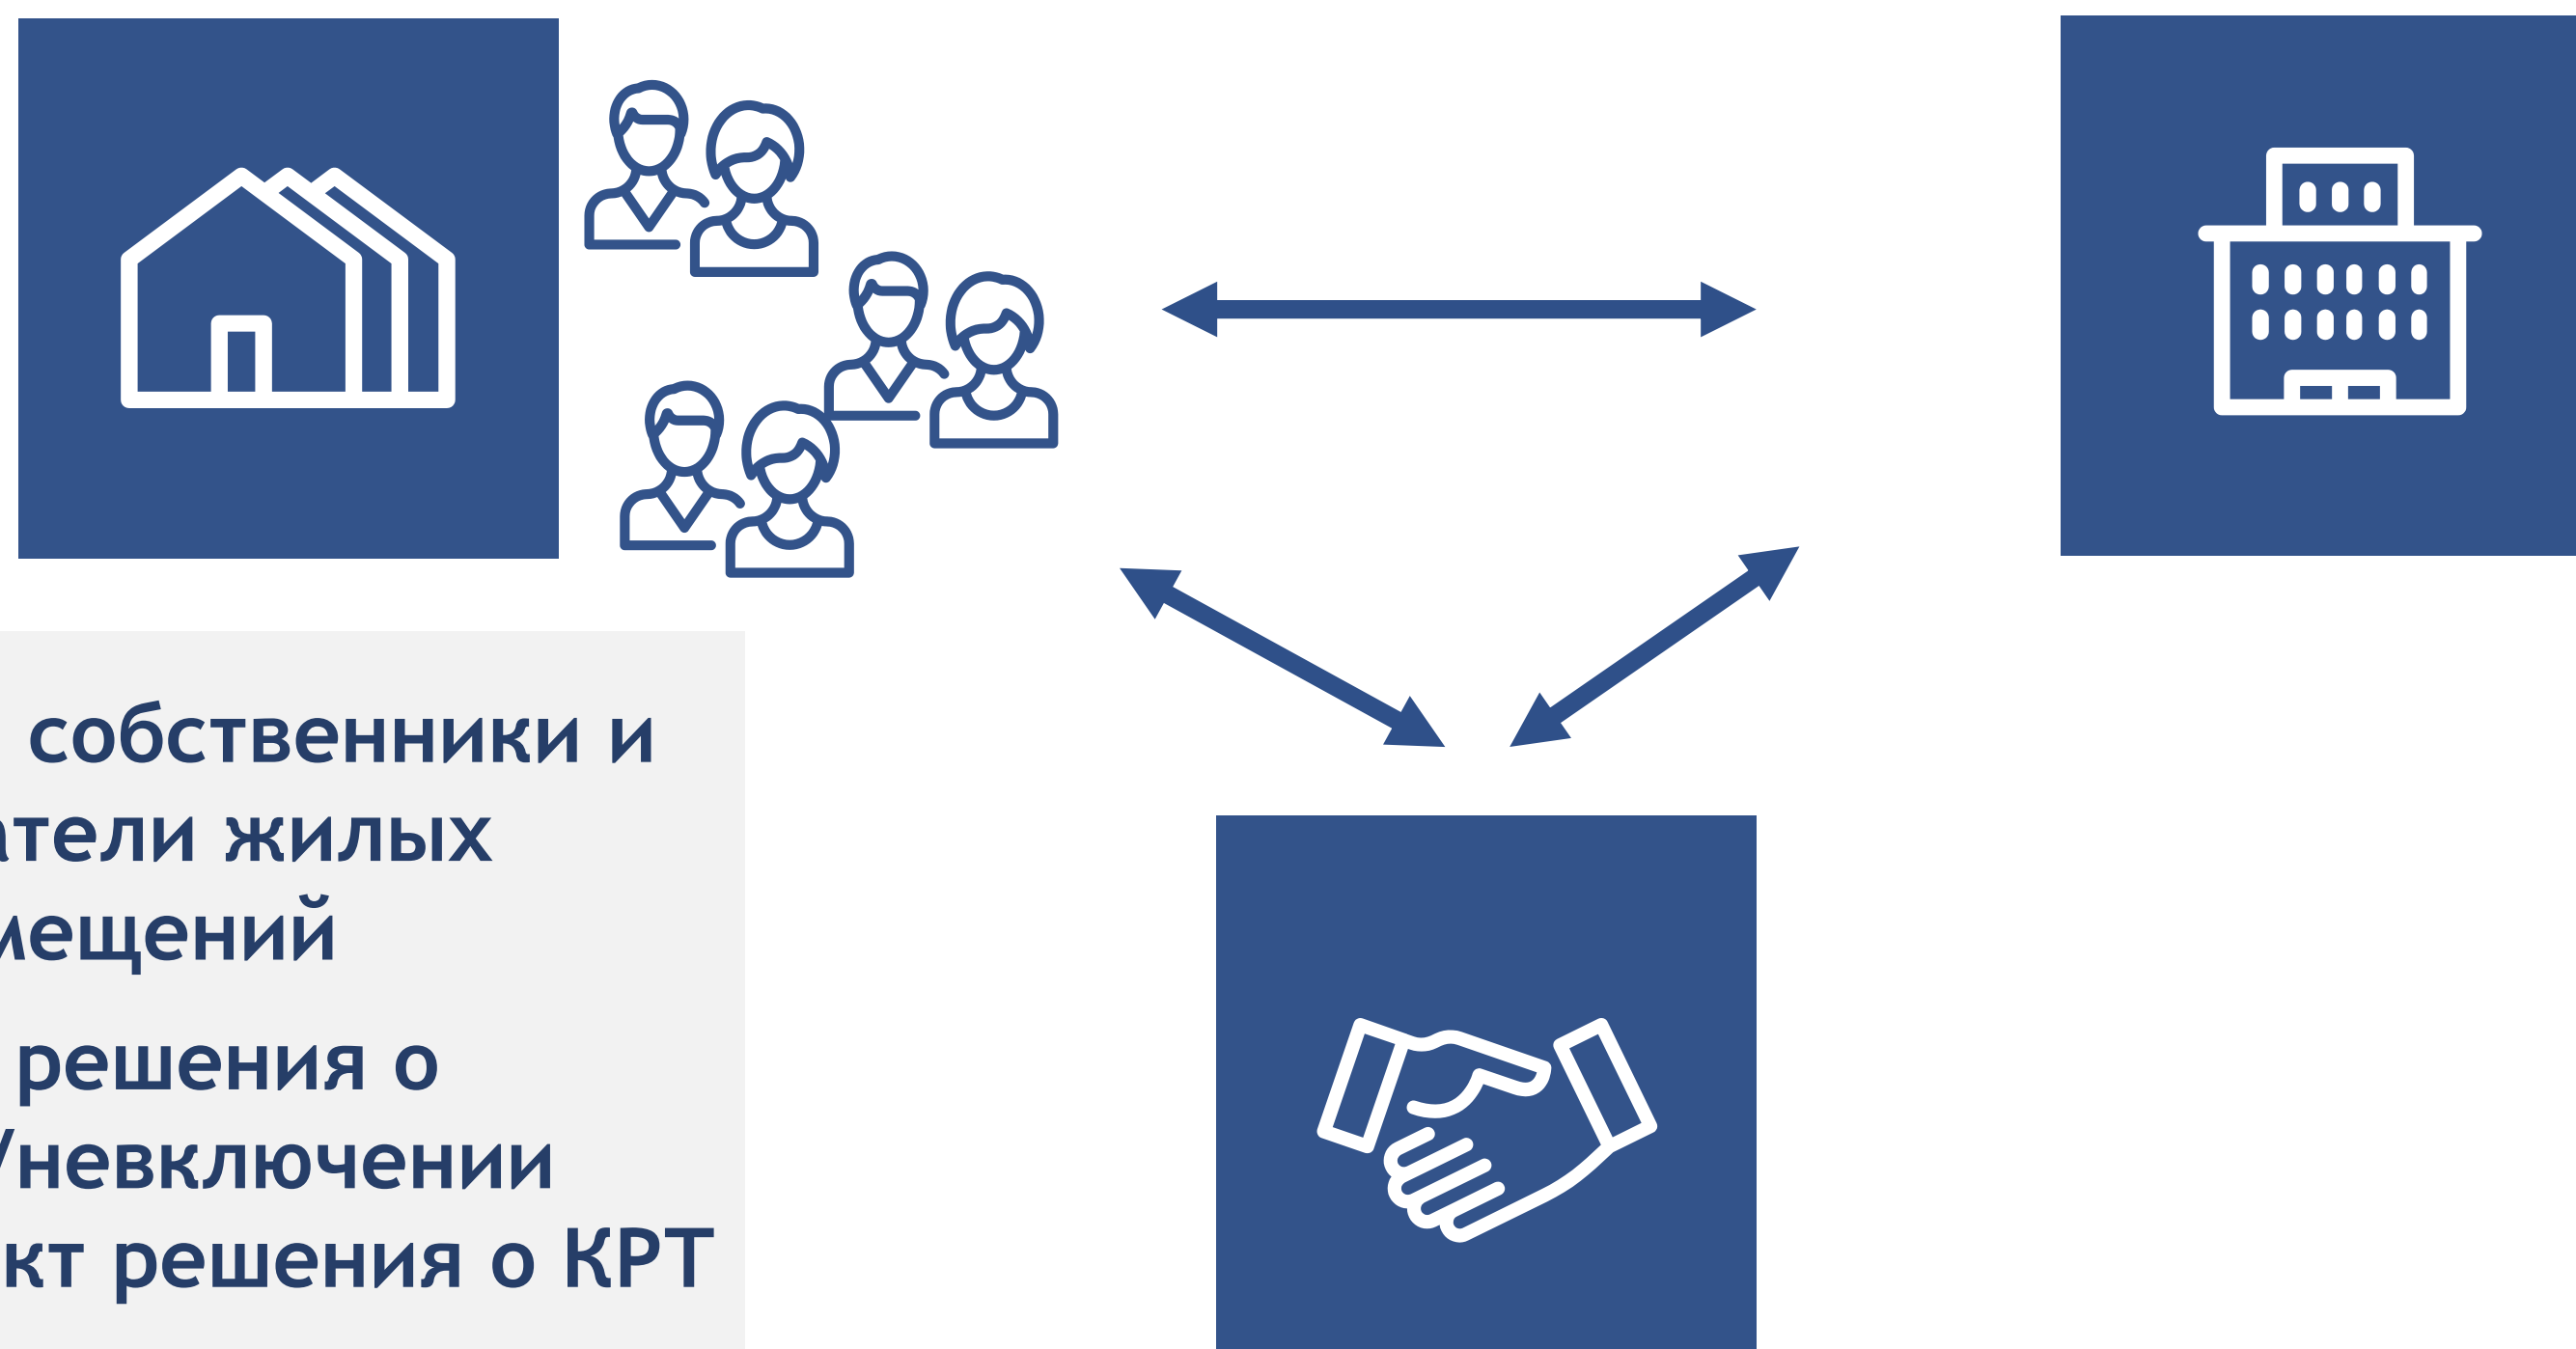 собственники и
атели жилых
мещений
решения о
/невключении
кт решения о КРТ